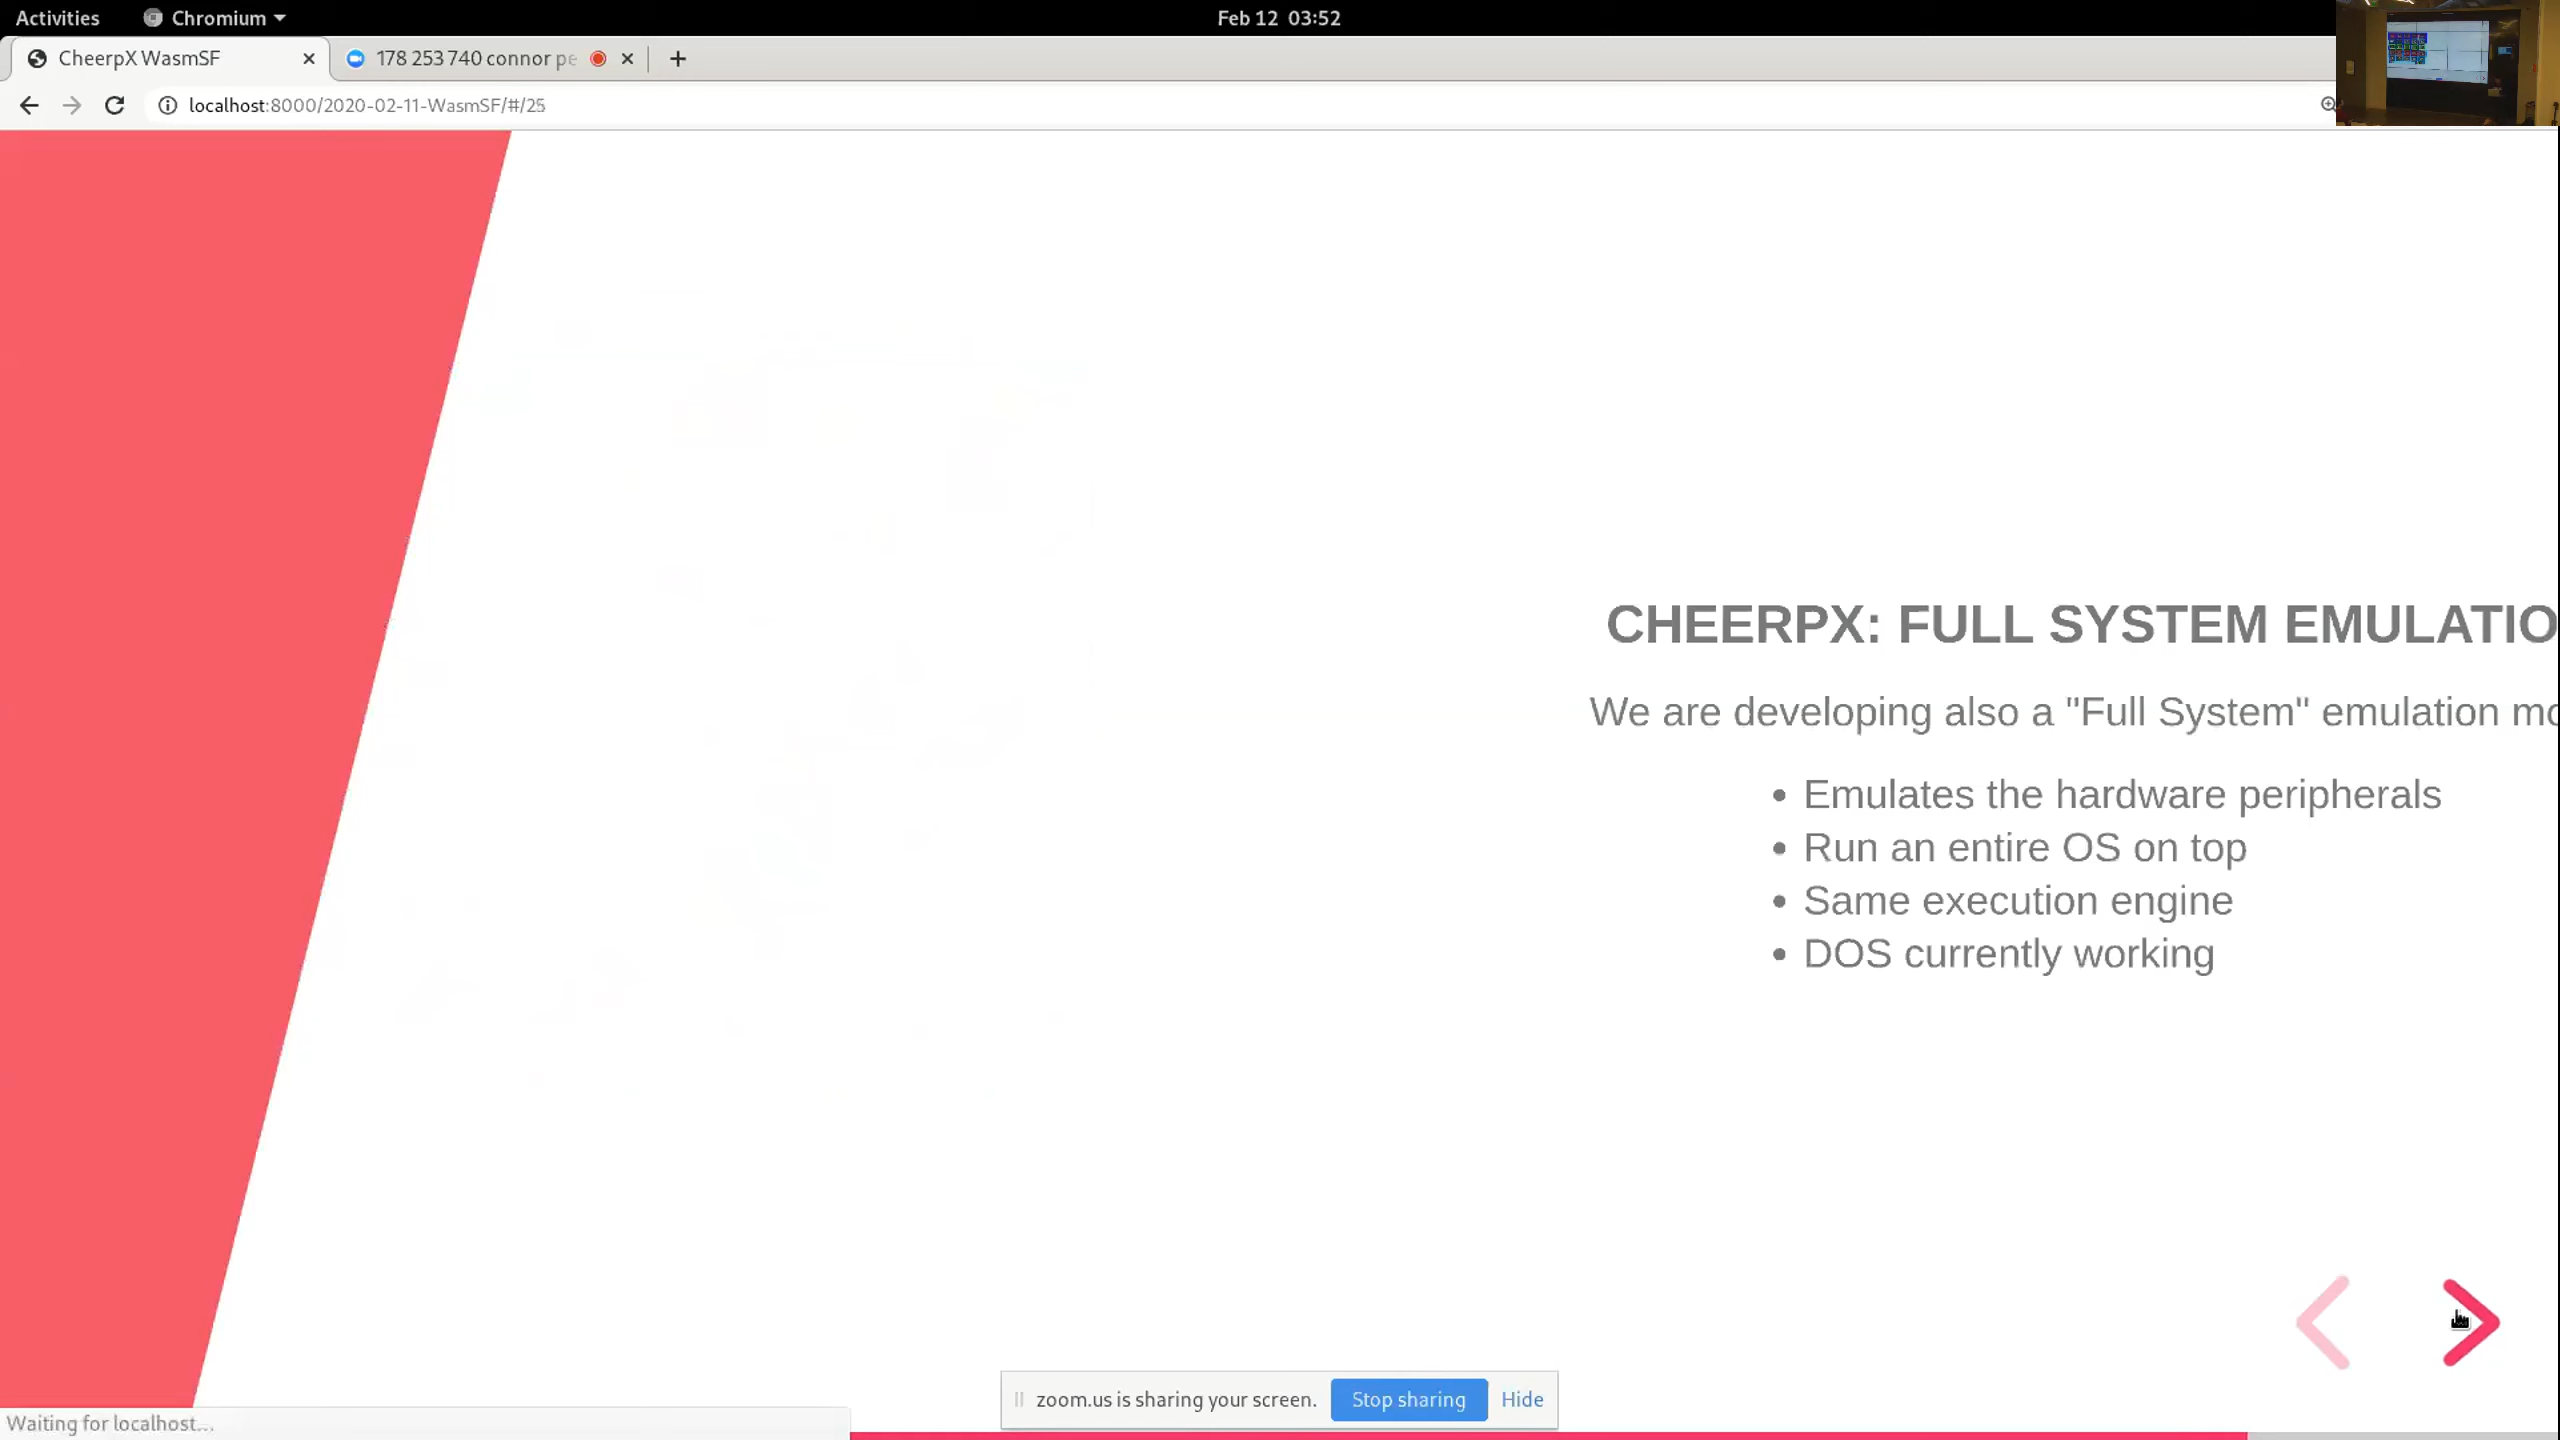 Activities Chromium Feb 12 03:52
CheerpX WasmSF 178 253 740 connor pe
localhost:8000/2020-02-11-WasmSF/#/25
CHEERPX: FULL SYSTEM EMULATIO
We are developing also a "Full System" emulation mo
• Emulates the hardware peripherals
• Run an entire OS on top
• Same execution engine
• DOS currently working
zoom.us is sharing your screen. Stop sharing Hide
Waiting for localhost...